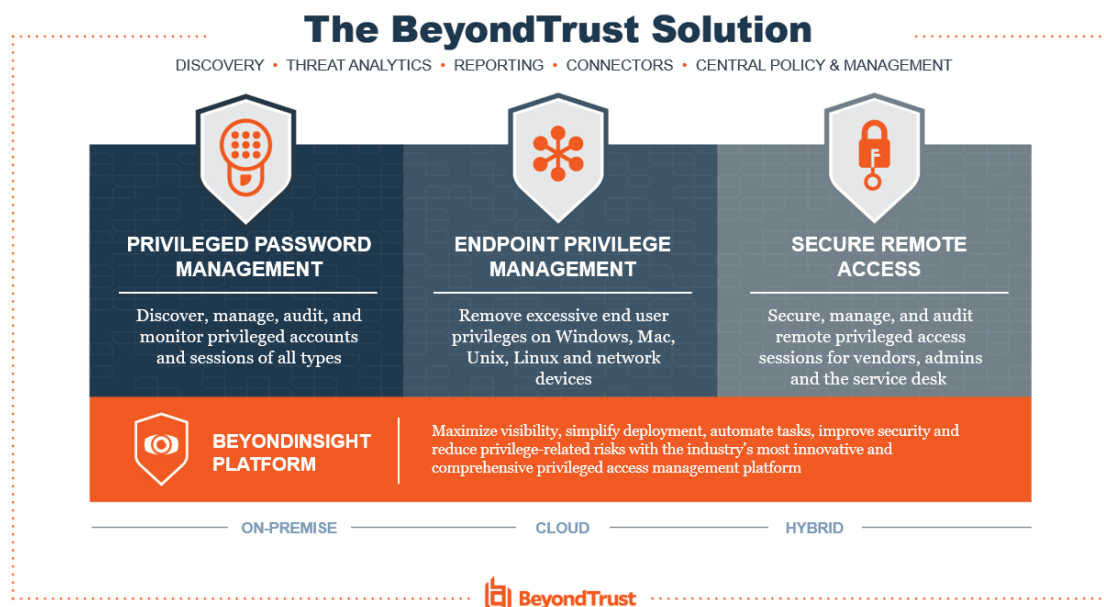 The BeyondTrust Solution
DISCOVERY • THREAT ANALYTICS • REPORTING • CONNECTORS • CENTRAL POLICY & MANAGEMENT
PRIVILEGED PASSWORD
MANAGEMENT
Discover, manage, audit, and
monitor privileged accounts
and sessions of all types
ENDPOINT PRIVILEGE
MANAGEMENT
Remove excessive end user
privileges on Windows, Mac,
Unix, Linux and network
devices
SECURE REMOTE
ACCESS
Secure, manage, and audit
remote privileged access
sessions for vendors, admins
and the service desk
BEYONDINSIGHT
PLATFORM
Maximize visibility, simplify deployment, automate tasks, improve security and
reduce privilege-related risks with the industry's most innovative and
comprehensive privileged access management platform
ON-PREMISE
CLOUD
HYBRID
BeyondTrust